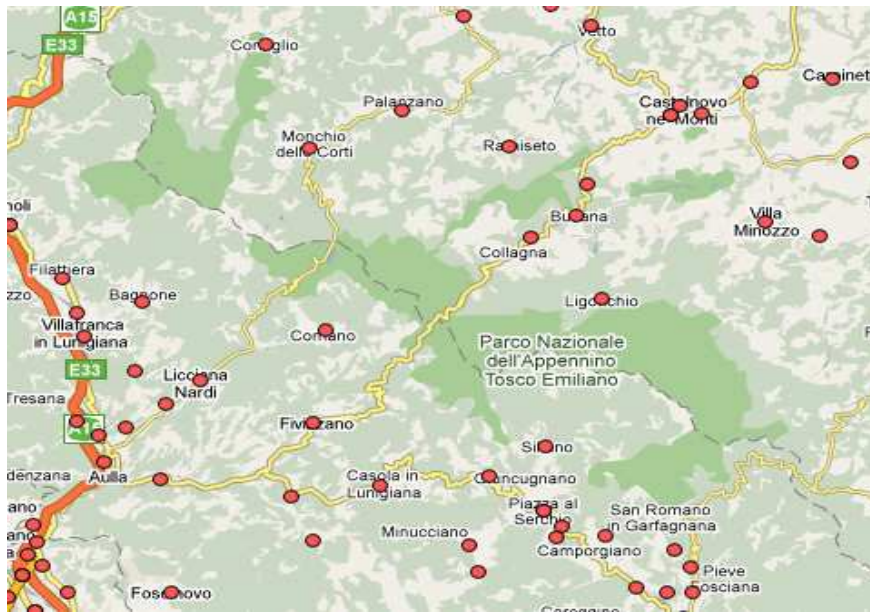 A15
E33
Corniglio
Vetto
Palanzano
Castelnovo
ne' Monti
Monchio
delle Corti
Ramiseto
Busana
Villa
Minozzo
Collagna
Filattiera
Bagnone
Ligonchio
Villafranca
in Lunigiana
Comano
Parco Nazionale
dell'Appennino
Tosco Emiliano
E33
Licciana
Nardi
Tresana
A15
Fivizzano
Sillano
Aulla
Casola in
Lunigiana
Giuncugnano
Piazza al
Serchio
San Romano
in Garfagnana
Minucciano
Camporgiano
Pieve
Fosciana
Fosdinovo
Careggine